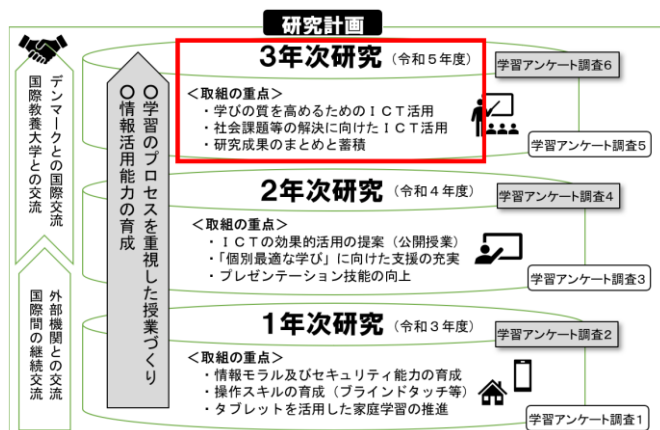 研究計画
3年次研究（令和5年度）
学習アンケート調査6
＜取組の重点＞
・学びの質を高めるためのＩＣＴ活用
・社会課題等の解決に向けたＩＣＴ活用
・研究成果のまとめと蓄積
学習アンケート調査5
2年次研究（令和4年度）
学習アンケート調査4
＜取組の重点＞
・ＩＣＴの効果的活用の提案（公開授業）
・「個別最適な学び」に向けた支援の充実
・プレゼンテーション技能の向上
学習アンケート調査3
1年次研究（令和3年度）
学習アンケート調査2
＜取組の重点＞
・情報モラル及びセキュリティ能力の育成
・操作スキルの育成（ブラインドタッチ等）
・タブレットを活用した家庭学習の推進
学習アンケート調査1
○学習のプロセスを重視した授業づくり
○情報活用能力の育成
デンマークとの国際交流
国際教養大学との交流
外部機関との交流
国際間の継続交流